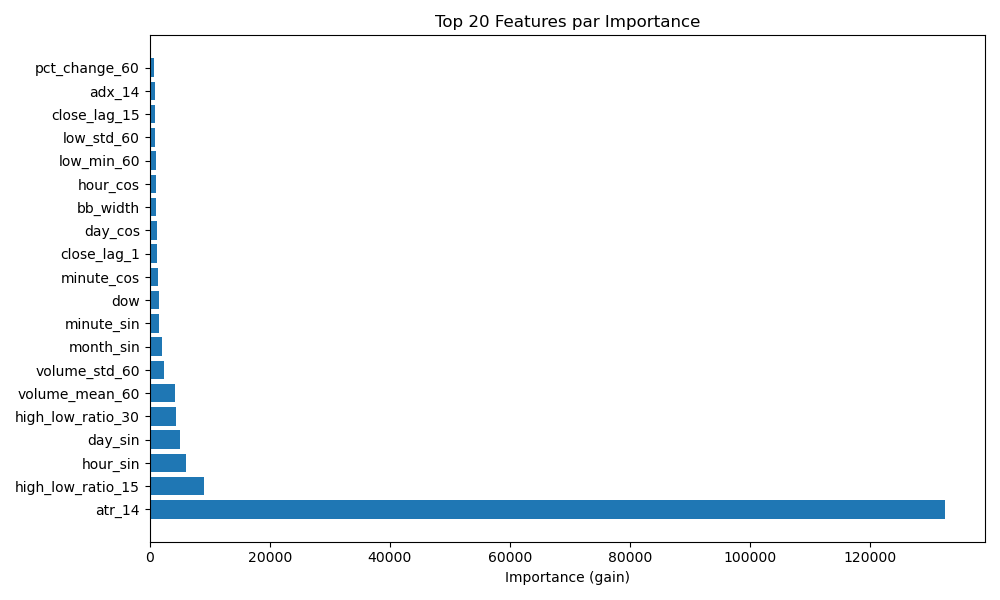 Top 20 Features par Importance
pct_change_60
adx_14
close_lag_15
low_std_60
low_min_60
hour_cos
bb_width
day_cos
close_lag_1
minute_cos
dow
minute_sin
month_sin
volume_std_60
volume_mean_60
high_low_ratio_30
day_sin
hour_sin
high_low_ratio_15
atr_14
0 20000 40000 60000 80000 100000 120000
Importance (gain)